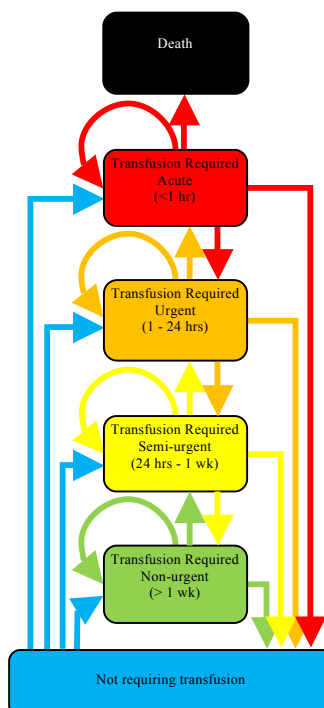 Death
Transfusion Required
Acute
(<1 hr)
Transfusion Required
Urgent
(1 - 24 hrs)
Transfusion Required
Semi-urgent
(24 hrs - 1 wk)
Transfusion Required
Non-urgent
(> 1 wk)
Not requiring transfusion